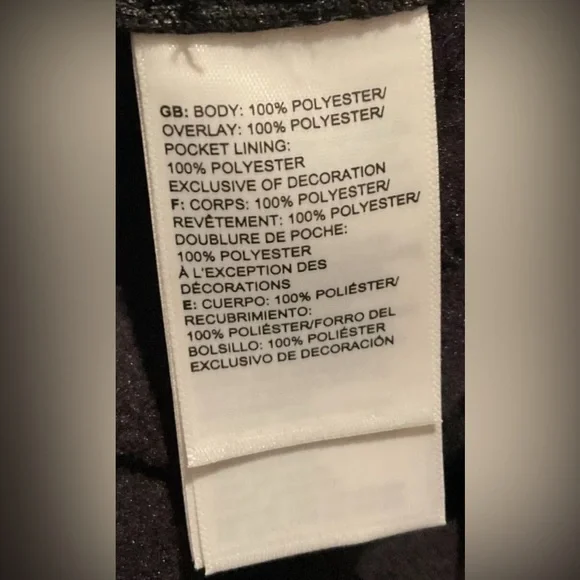 GB: BODY: 100% POLYESTER/
OVERLAY: 100% POLYESTER/
POCKET LINING:
100% POLYESTER
EXCLUSIVE OF DECORATION
F: CORPS: 100% POLYESTER/
REVÊTEMENT: 100% POLYESTER/
DOUBLURE DE POCHE:
100% POLYESTER
À L'EXCEPTION DES
DÉCORATIONS
E: CUERPO: 100% POLIÉSTER/
RECUBRIMIENTO:
100% POLIÉSTER/FORRO DEL
BOLSILLO: 100% POLIÉSTER
EXCLUSIVO DE DECORACIÓN